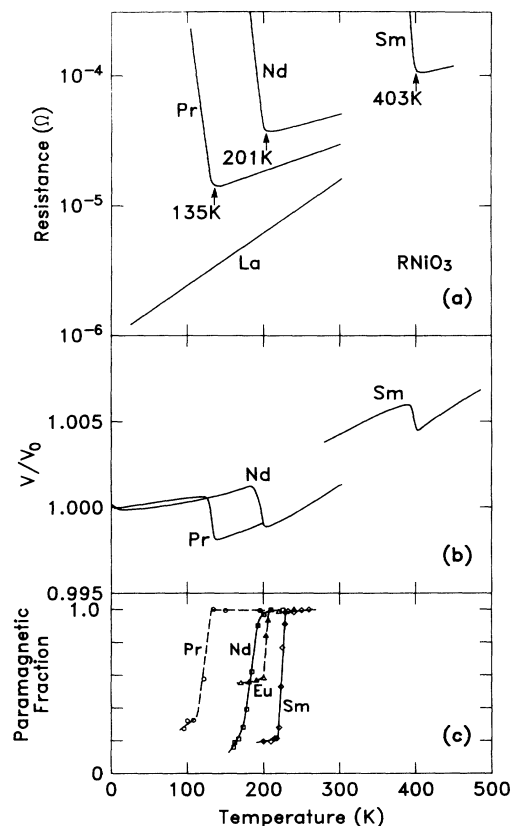 Resistance (Ω)
10⁻⁴
10⁻⁵
10⁻⁶
Pr
Nd
Sm
403K
201K
135K
La
RNiO₃
(a)
V/V₀
1.005
1.000
0.995
Sm
Nd
Pr
(b)
Paramagnetic
Fraction
1.0
0
Pr
Nd
Eu
Sm
(c)
0 100 200 300 400 500
Temperature (K)